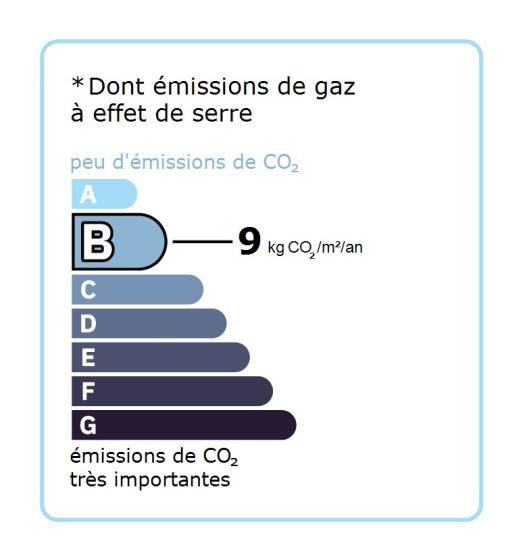 * Dont émissions de gaz
à effet de serre
peu d'émissions de CO₂
A
B 9 kg CO₂/m²/an
C
D
E
F
G
émissions de CO₂
très importantes